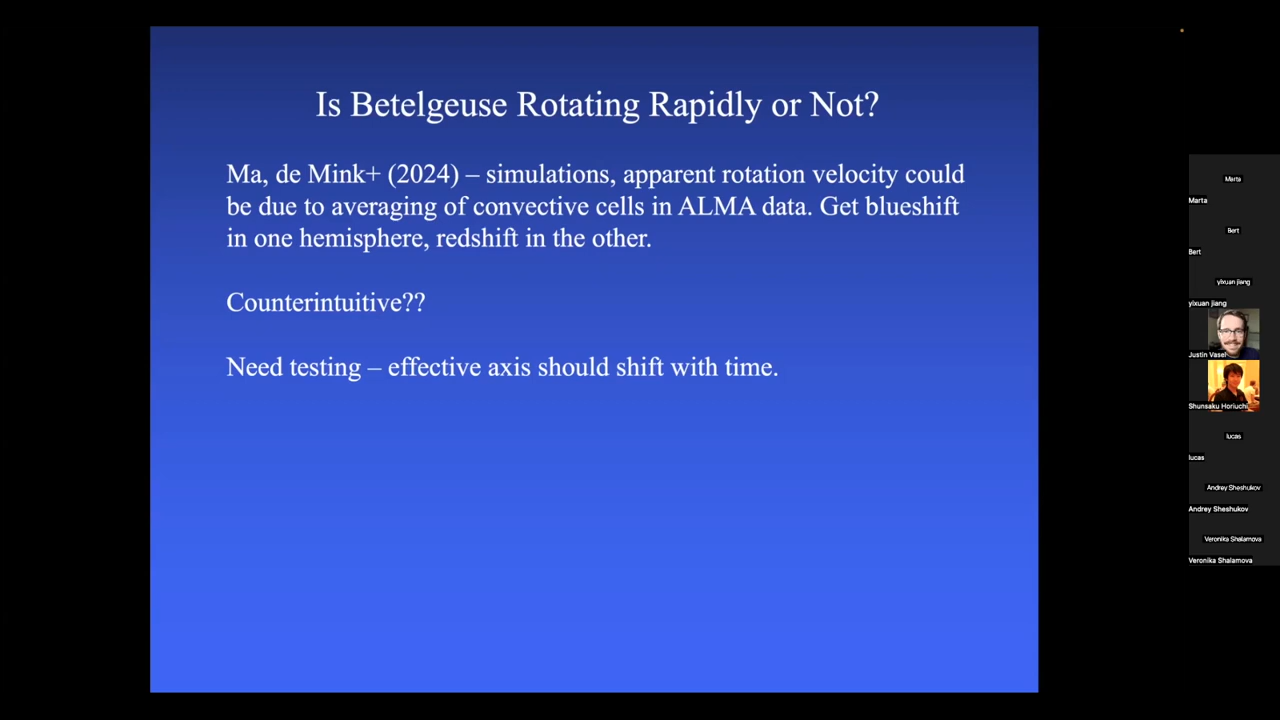 Is Betelgeuse Rotating Rapidly or Not?
Ma, de Mink+ (2024) – simulations, apparent rotation velocity could
be due to averaging of convective cells in ALMA data. Get blueshift
in one hemisphere, redshift in the other.
Counterintuitive??
Need testing – effective axis should shift with time.
Marta
Marta
Bert
Bert
yixuan jiang
yixuan jiang
Justin Vasel
Shunsaku Horiuchi
lucas
lucas
Andrey Sheshukov
Andrey Sheshukov
Veronika Shalamova
Veronika Shalamova